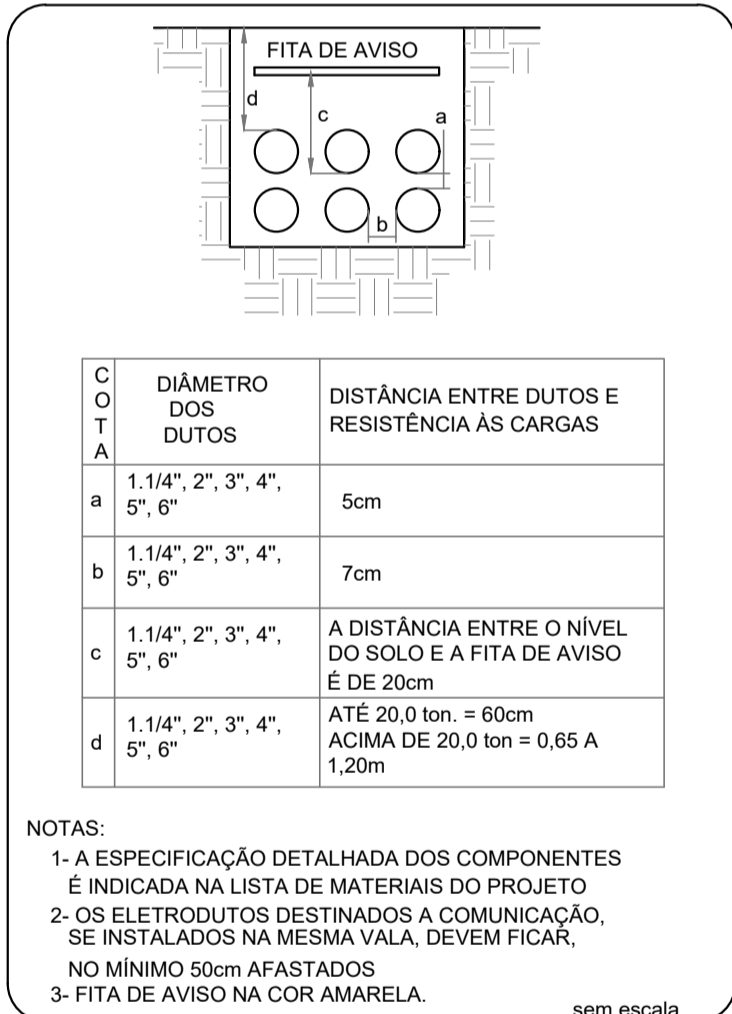 FITA DE AVISO
d
c
a
b
C
O
T
A
DIÂMETRO
DOS
DUTOS
DISTÂNCIA ENTRE DUTOS E
RESISTÊNCIA ÀS CARGAS
a
1.1/4", 2", 3", 4",
5", 6"
5cm
b
1.1/4", 2", 3", 4",
5", 6"
7cm
c
1.1/4", 2", 3", 4",
5", 6"
A DISTÂNCIA ENTRE O NÍVEL
DO SOLO E A FITA DE AVISO
É DE 20cm
d
1.1/4", 2", 3", 4",
5", 6"
ATÉ 20,0 ton. = 60cm
ACIMA DE 20,0 ton = 0,65 A
1,20m
NOTAS:
1- A ESPECIFICAÇÃO DETALHADA DOS COMPONENTES
É INDICADA NA LISTA DE MATERIAIS DO PROJETO
2- OS ELETRODUTOS DESTINADOS A COMUNICAÇÃO,
SE INSTALADOS NA MESMA VALA, DEVEM FICAR,
NO MÍNIMO 50cm AFASTADOS
3- FITA DE AVISO NA COR AMARELA.
sem escala